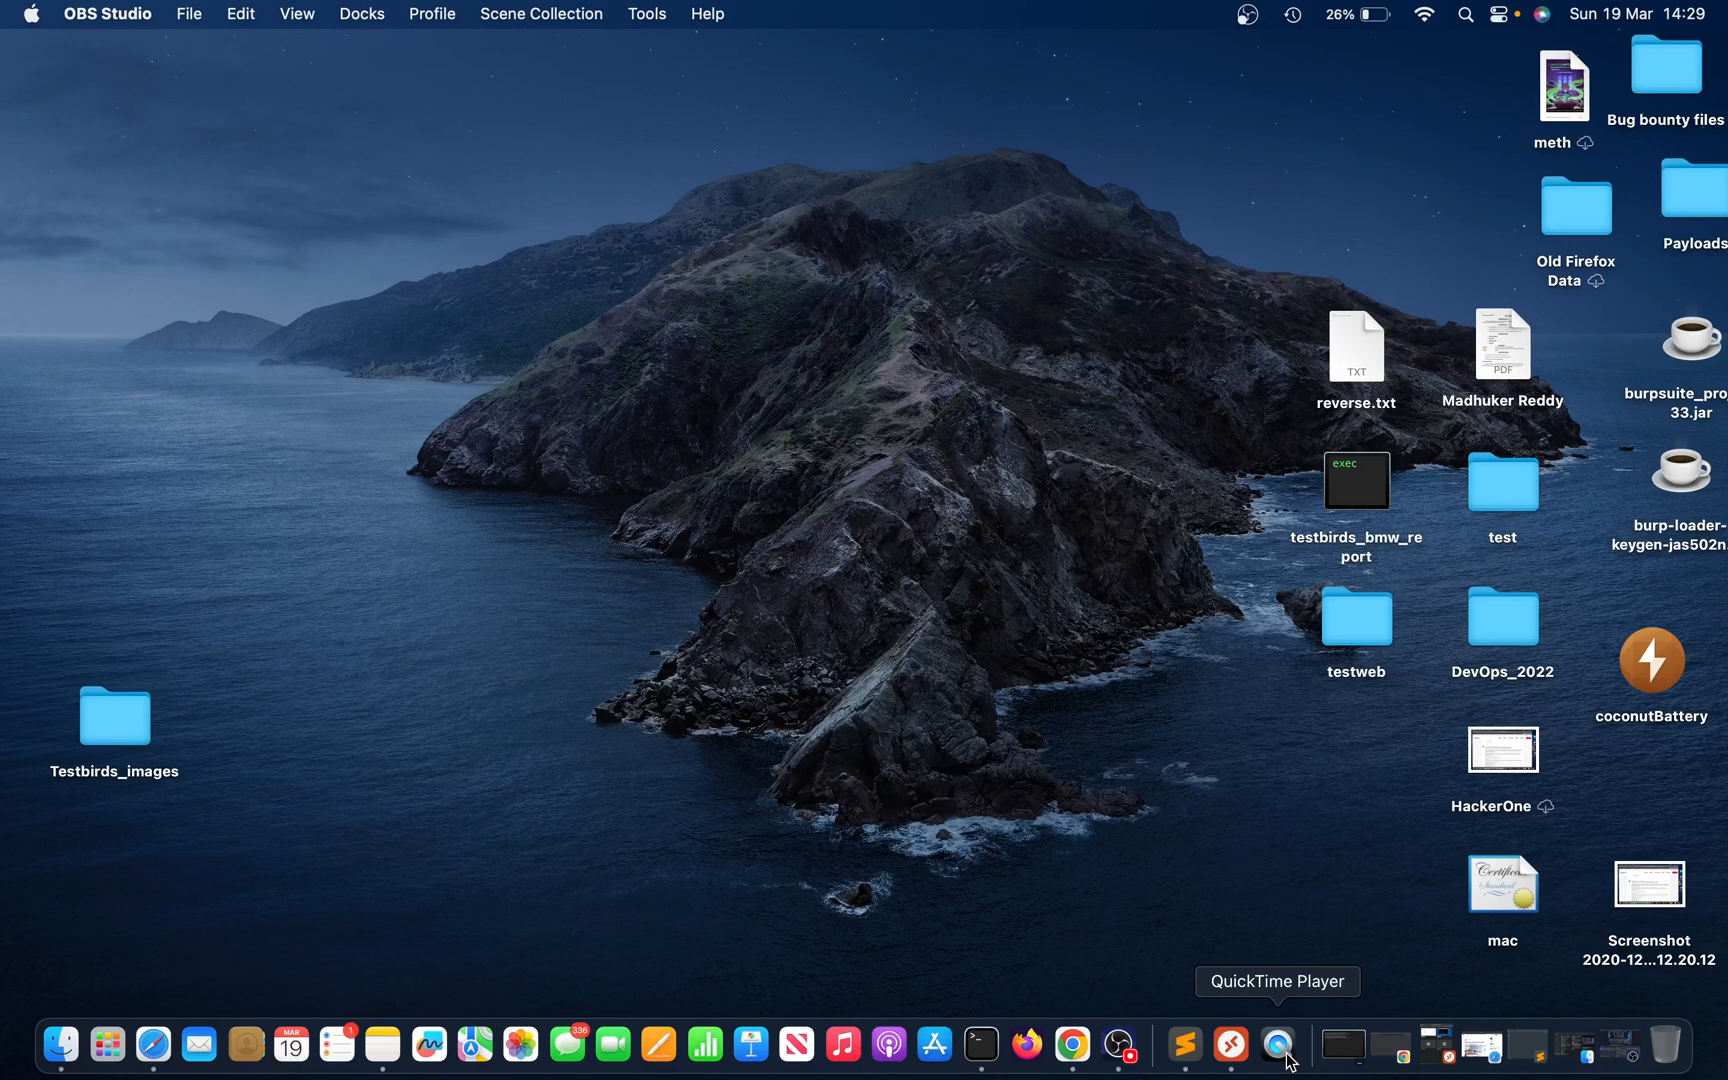 OBS Studio File Edit View Docks Profile Scene Collection Tools Help 26% Sun 19 Mar 14:29
meth
Bug bounty files
Old Firefox
Data
Payloads
TXT
reverse.txt
PDF
Madhuker Reddy
burpsuite_pro
33.jar
exec
testbirds_bmw_re
port
test
burp-loader-
keygen-jas502n
testweb
DevOps_2022
coconutBattery
Testbirds_images
HackerOne
Certificate
Standard
mac
Screenshot
2020-12...12.20.12
QuickTime Player
MAR
19
1
336